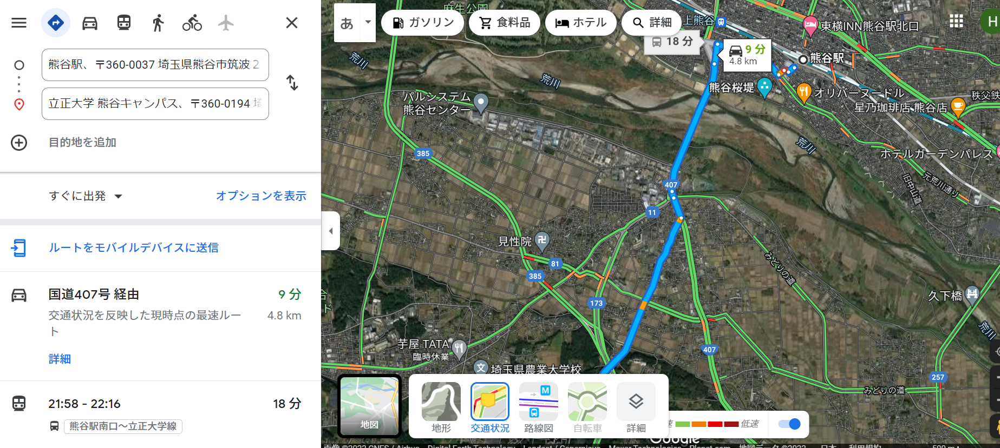 熊谷駅、〒360-0037 埼玉県熊谷市筑波 2
立正大学 熊谷キャンパス、〒360-0194 埼
目的地を追加
すぐに出発
オプションを表示
ルートをモバイルデバイスに送信
国道407号 経由
9 分
交通状況を反映した現時点の最速ルー
ト
4.8 km
詳細
21:58 - 22:16
18 分
熊谷駅南口～立正大学線
あ
ガソリン
食料品
ホテル
詳細
H
麻生公園
上熊谷
東横INN熊谷駅北口
18 分
9 分
4.8 km
熊谷駅
荒川
荒川
熊谷桜堤
オリバーヌードル
秩父鉄
星乃珈琲店 熊谷店
パルシステム
熊谷センター
荒川
385
ホテルガーデンパレス
407
旧中山道
元荒川通り
11
見性院
卍
81
385
みどりの道
173
久下橋
荒川
芋屋 TATA
臨時休業
407
文
埼玉県農業大学校
257
みどりの道
地図
地形
交通状況
M
路線図
自転車
詳細
速
低速
Google
画像 ©2022 CNES / Airbus、Digital Earth Technology、Landsat / Copernicus、Maxar Technologies、Planet.com、地図データ ©2022
日本
利用規約
500 m